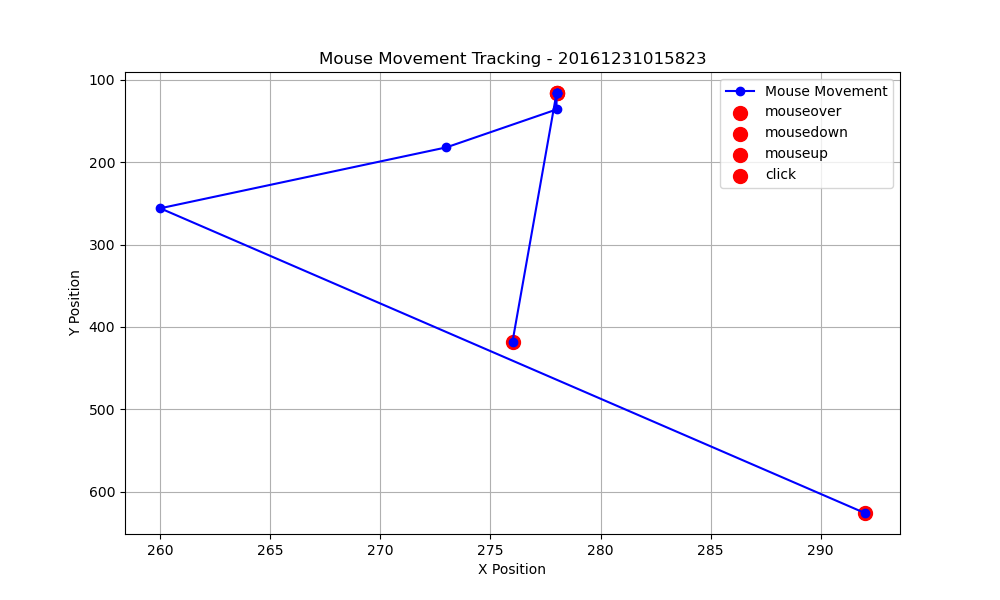 Mouse Movement Tracking - 20161231015823
Mouse Movement
mouseover
mousedown
mouseup
click
100
200
300
400
500
600
Y Position
260
265
270
275
280
285
290
X Position